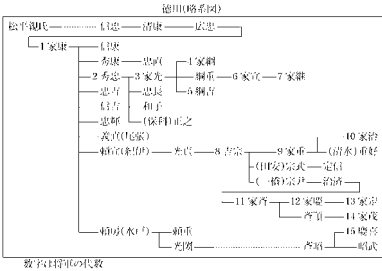 徳川(略系図)
松平親氏 信忠 清康 広忠
1家康 信康
秀康 忠直 4家綱
2秀忠 3家光 綱重 6家宣 7家継
忠吉 忠長 5綱吉
信吉 和子
忠輝 (保科)正之
義直(尾張) 10家治
頼宣(紀伊) 光貞 8吉宗 9家重 (清水)重好
(田安)宗武 定信
(一橋)宗尹 治済
11家斉 12家慶 13家定
斉順 14家茂
頼房(水戸) 頼重 15慶喜
光圀 斉昭 昭武
数字は将軍の代数